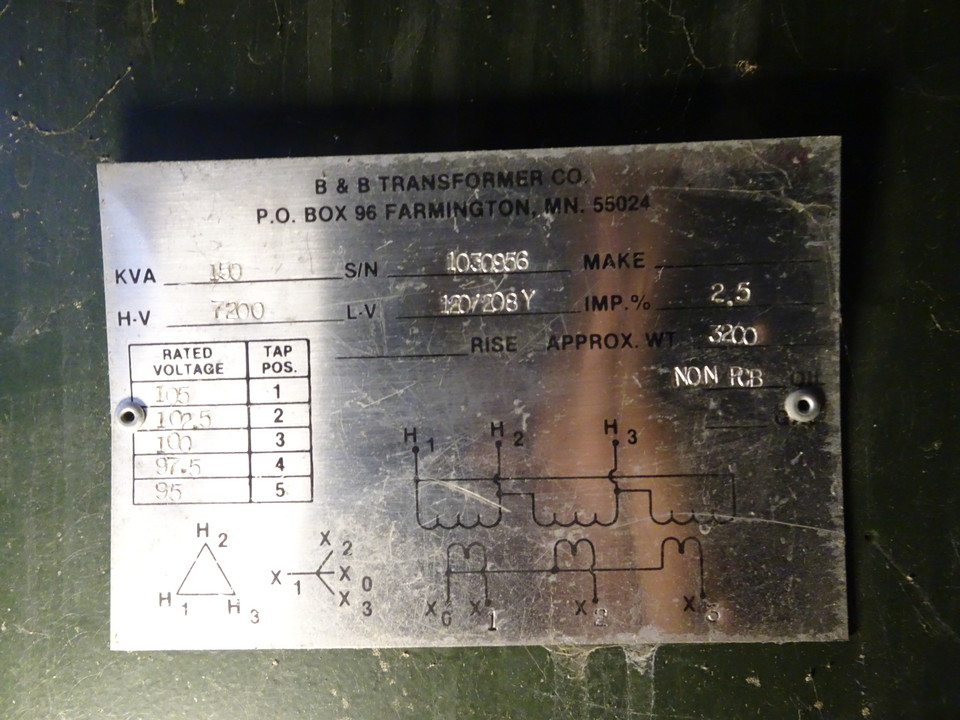 B & B TRANSFORMER CO.
P.O. BOX 96 FARMINGTON, MN. 55024
KVA 150 S/N 1030956 MAKE
H-V 7200 L-V 120/208Y IMP.% 2.5
RISE APPROX. WT 3200
RATED VOLTAGE TAP POS.
105 1
102.5 2
100 3
97.5 4
95 5
NON PCB OIL
H1 H2 H3
H2
H1 H3
X2
X1 X0
X3
X0 X1 X2 X3